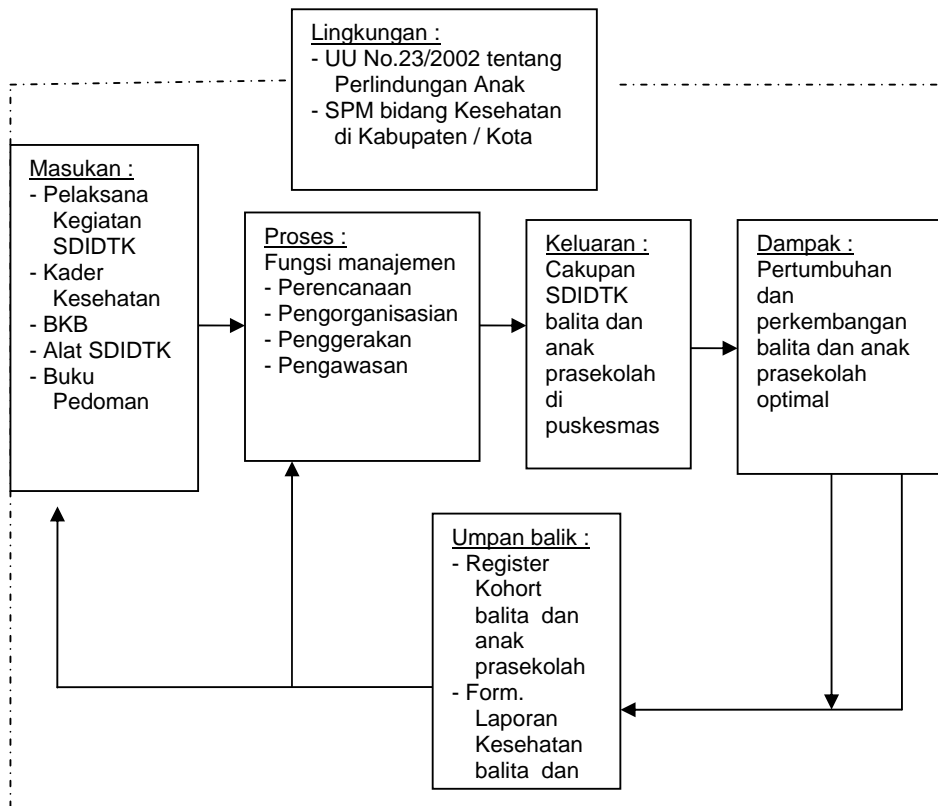 Lingkungan :
- UU No.23/2002 tentang
Perlindungan Anak
- SPM bidang Kesehatan
di Kabupaten / Kota
Masukan :
- Pelaksana
Kegiatan
SDIDTK
- Kader
Kesehatan
- BKB
- Alat SDIDTK
- Buku
Pedoman
Proses :
Fungsi manajemen
- Perencanaan
- Pengorganisasian
- Penggerakan
- Pengawasan
Keluaran :
Cakupan
SDIDTK
balita dan
anak
prasekolah
di
puskesmas
Dampak :
Pertumbuhan
dan
perkembangan
balita dan anak
prasekolah
optimal
Umpan balik :
- Register
Kohort
balita dan
anak
prasekolah
- Form.
Laporan
Kesehatan
balita dan